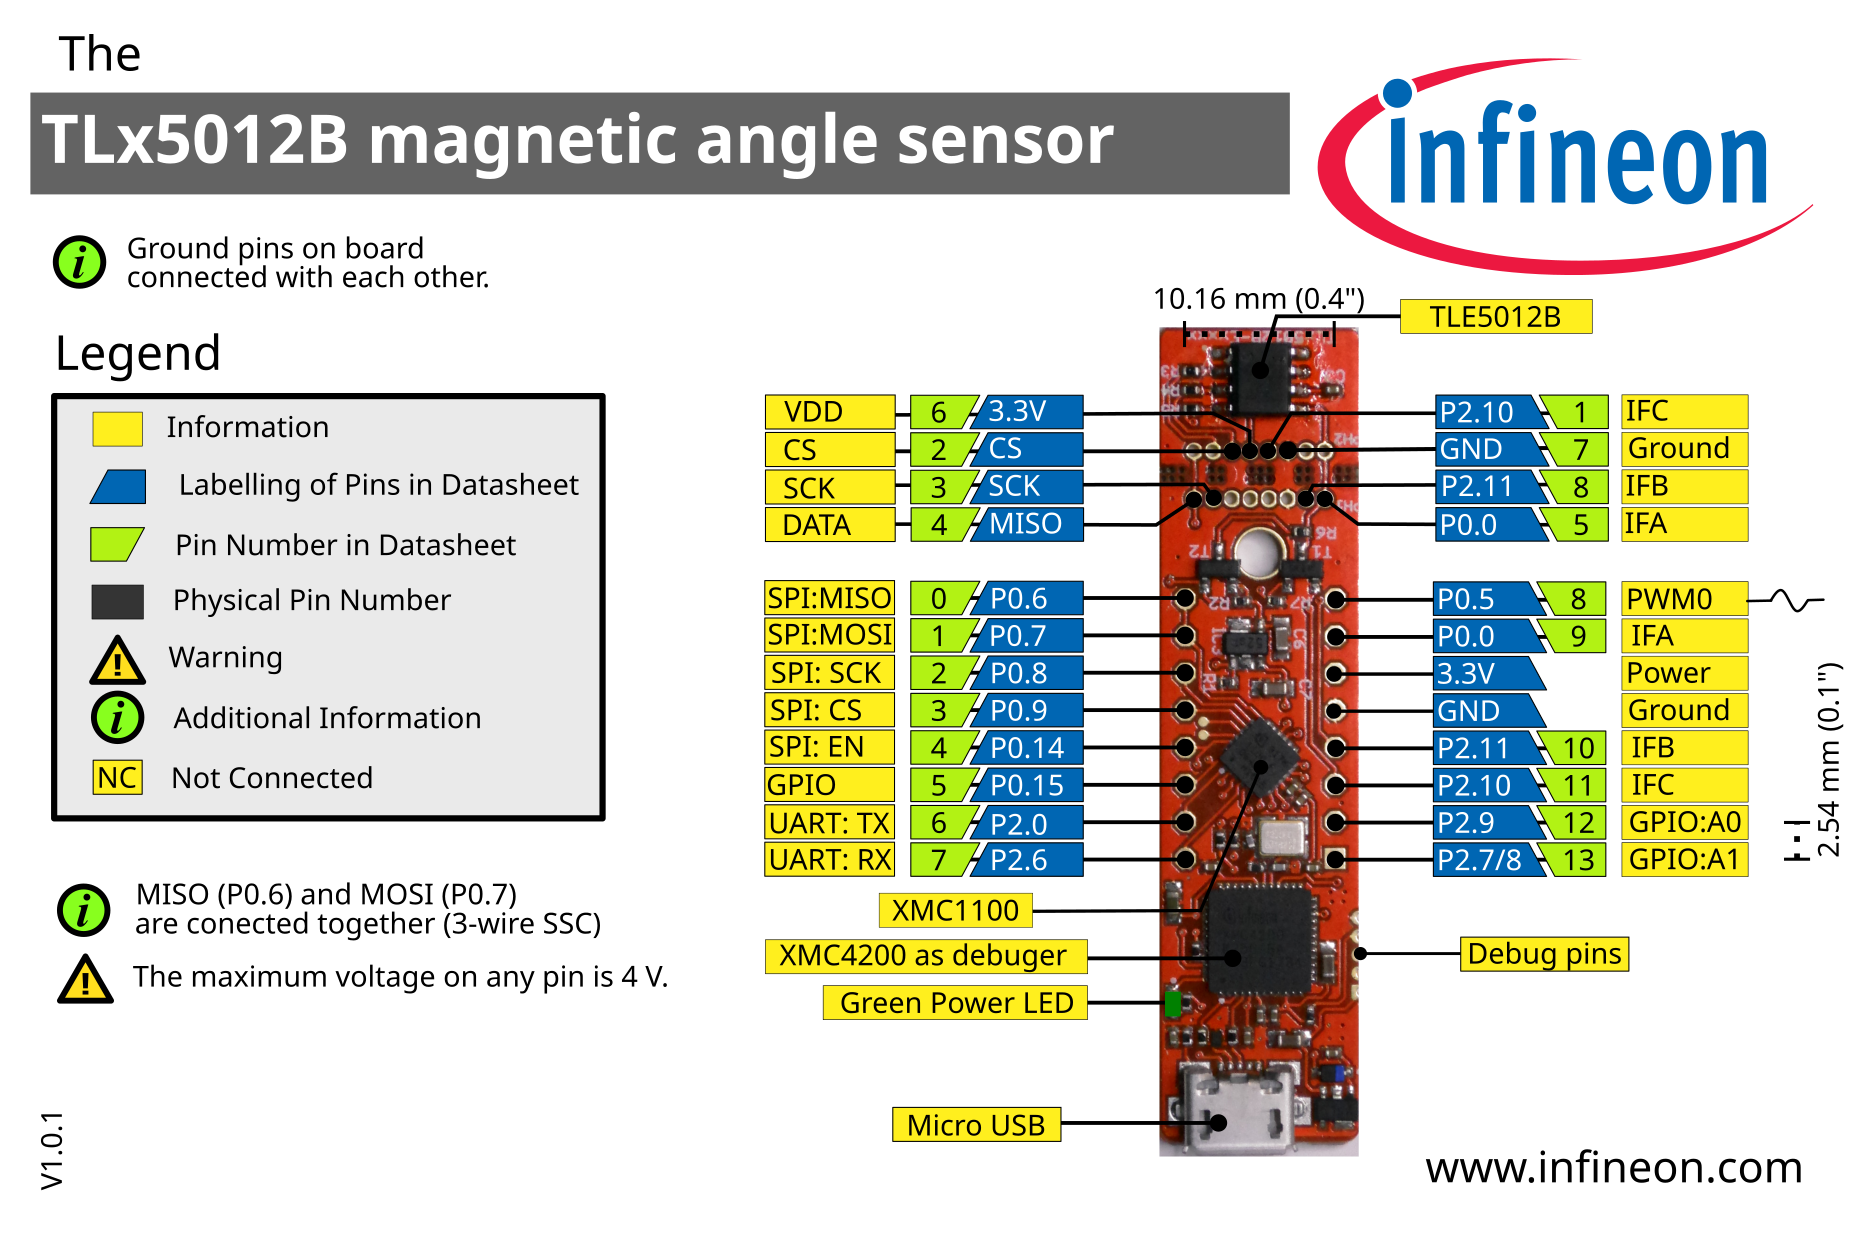 The
TLx5012B magnetic angle sensor
infineon
Ground pins on board
connected with each other.
Legend
Information
Labelling of Pins in Datasheet
Pin Number in Datasheet
Physical Pin Number
Warning
Additional Information
NC Not Connected
MISO (P0.6) and MOSI (P0.7)
are conected together (3-wire SSC)
The maximum voltage on any pin is 4 V.
V1.0.1
10.16 mm (0.4")
TLE5012B
VDD 6 3.3V P2.10 1 IFC
CS 2 CS GND 7 Ground
SCK 3 SCK P2.11 8 IFB
DATA 4 MISO P0.0 5 IFA
R6
T2 T1
SPI:MISO 0 P0.6 P0.5 8 PWM0
R2 R7
SPI:MOSI 1 P0.7 P0.0 9 IFA
SPI: SCK 2 P0.8 3.3V Power
R1 C7
SPI: CS 3 P0.9 GND Ground
SPI: EN 4 P0.14 P2.11 10 IFB
GPIO 5 P0.15 P2.10 11 IFC
UART: TX 6 P2.0 P2.9 12 GPIO:A0
UART: RX 7 P2.6 P2.7/8 13 GPIO:A1
2.54 mm (0.1")
XMC1100
XMC4200 as debuger
Debug pins
Green Power LED
Micro USB
www.infineon.com